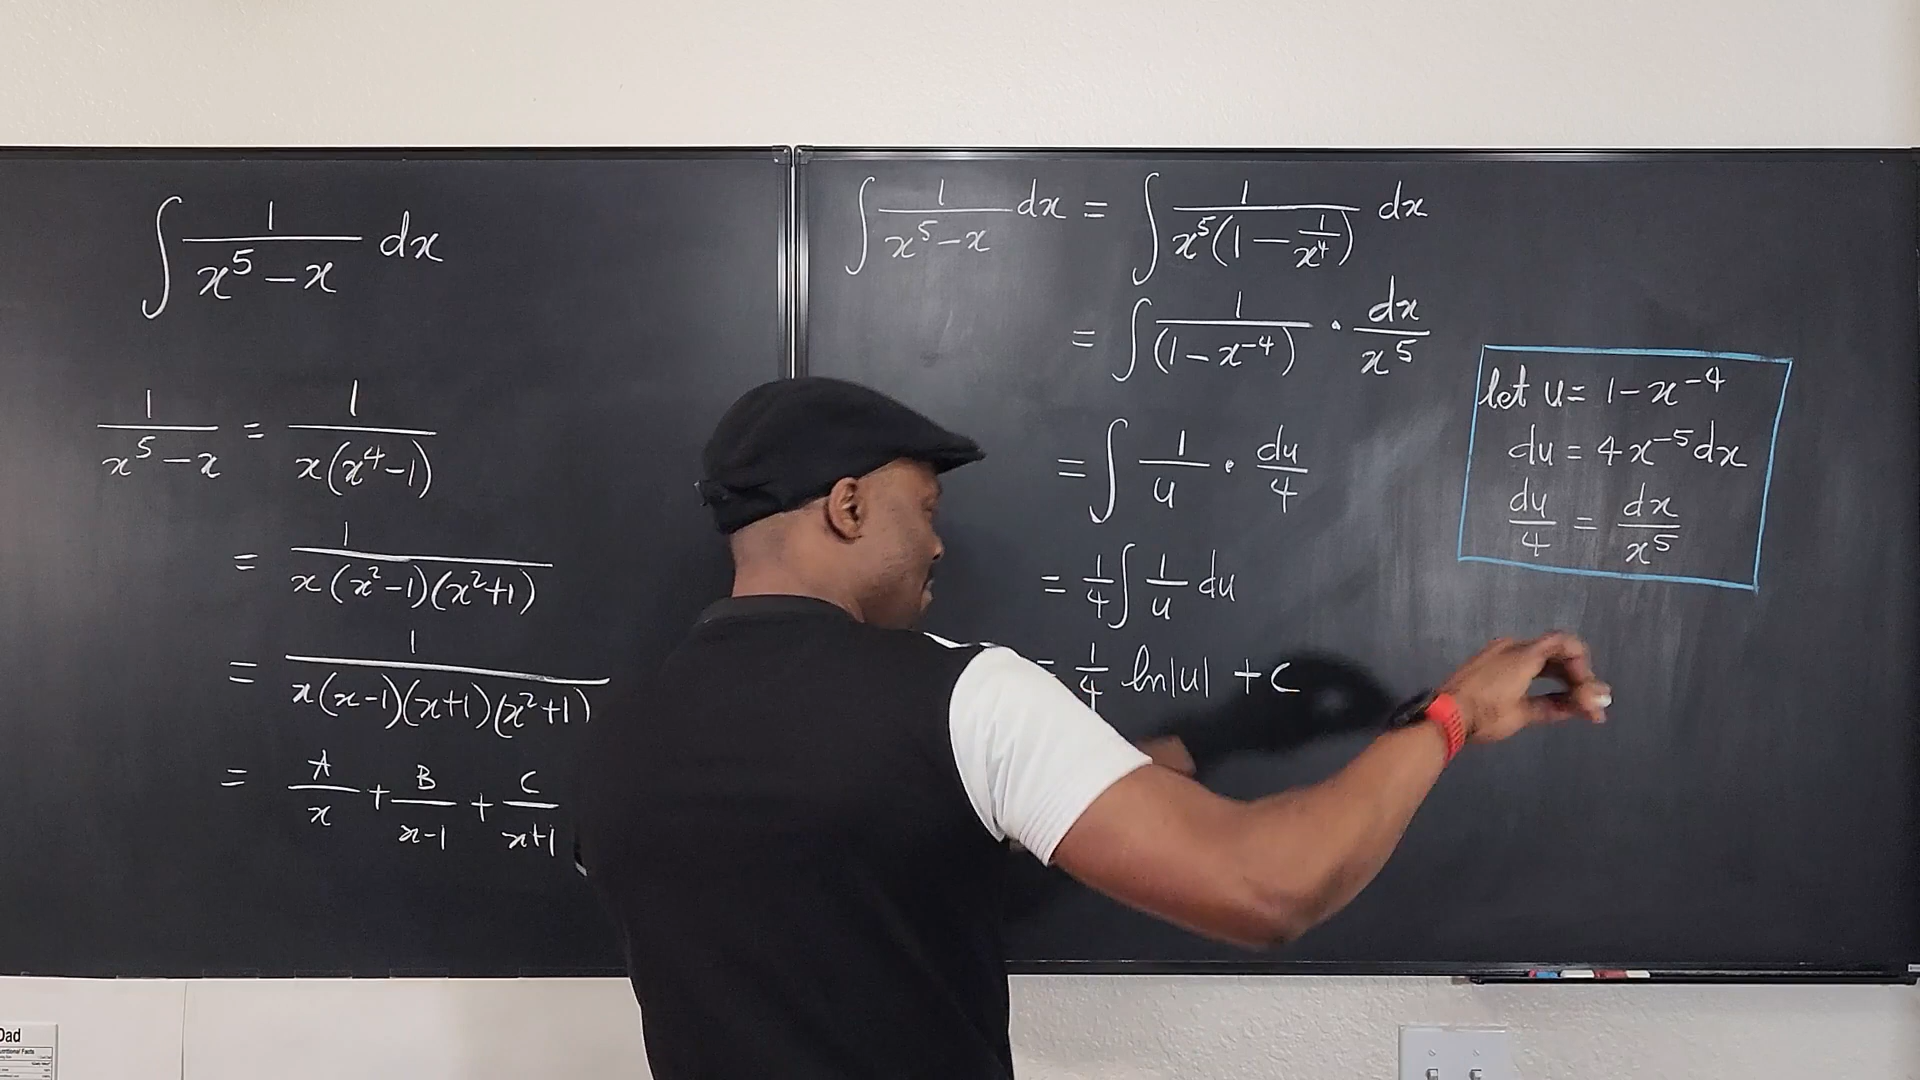 ∫ 1/(x⁵ − x) dx
1/(x⁵ − x) = 1/(x(x⁴ − 1))
= 1/(x(x² − 1)(x² + 1))
= 1/(x(x − 1)(x + 1)(x² + 1))
= A/x + B/(x − 1) + C/(x + 1)
∫ 1/(x⁵ − x) dx = ∫ 1/(x⁵(1 − 1/x⁴)) dx
= ∫ 1/(1 − x⁻⁴) · dx/x⁵
= ∫ 1/u · du/4
= 1/4 ∫ 1/u du
= 1/4 ln|u| + c
let u = 1 − x⁻⁴
du = 4x⁻⁵dx
du/4 = dx/x⁵
Dad